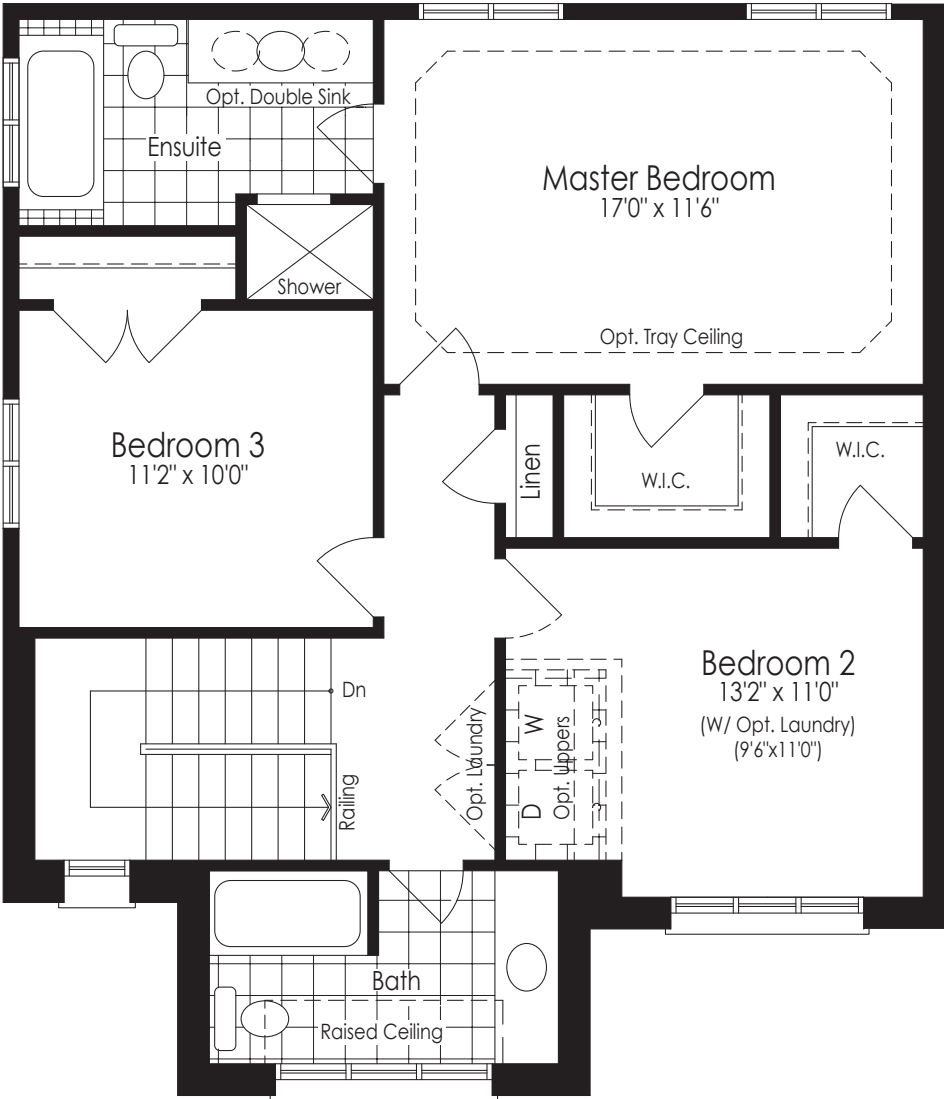 Opt. Double Sink
Ensuite
Master Bedroom
17'0" x 11'6"
Shower
Opt. Tray Ceiling
Bedroom 3
11'2" x 10'0"
Linen
W.I.C.
W.I.C.
Bedroom 2
13'2" x 11'0"
(W/ Opt. Laundry)
(9'6"x11'0")
Dn
Railing
Opt. Laundry
W
D
Opt. Uppers
Bath
Raised Ceiling